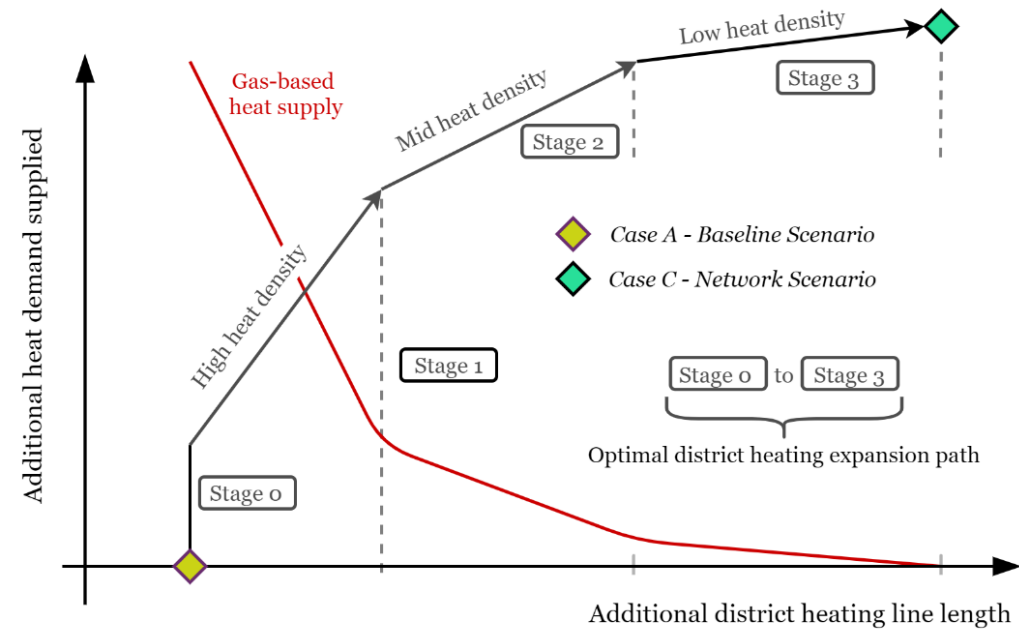 Low heat density
Stage 3
Gas-based
heat supply
Mid heat density
Stage 2
Additional heat demand supplied
Case A - Baseline Scenario
Case C - Network Scenario
High heat density
Stage 1
Stage 0 to Stage 3
Optimal district heating expansion path
Stage 0
Additional district heating line length